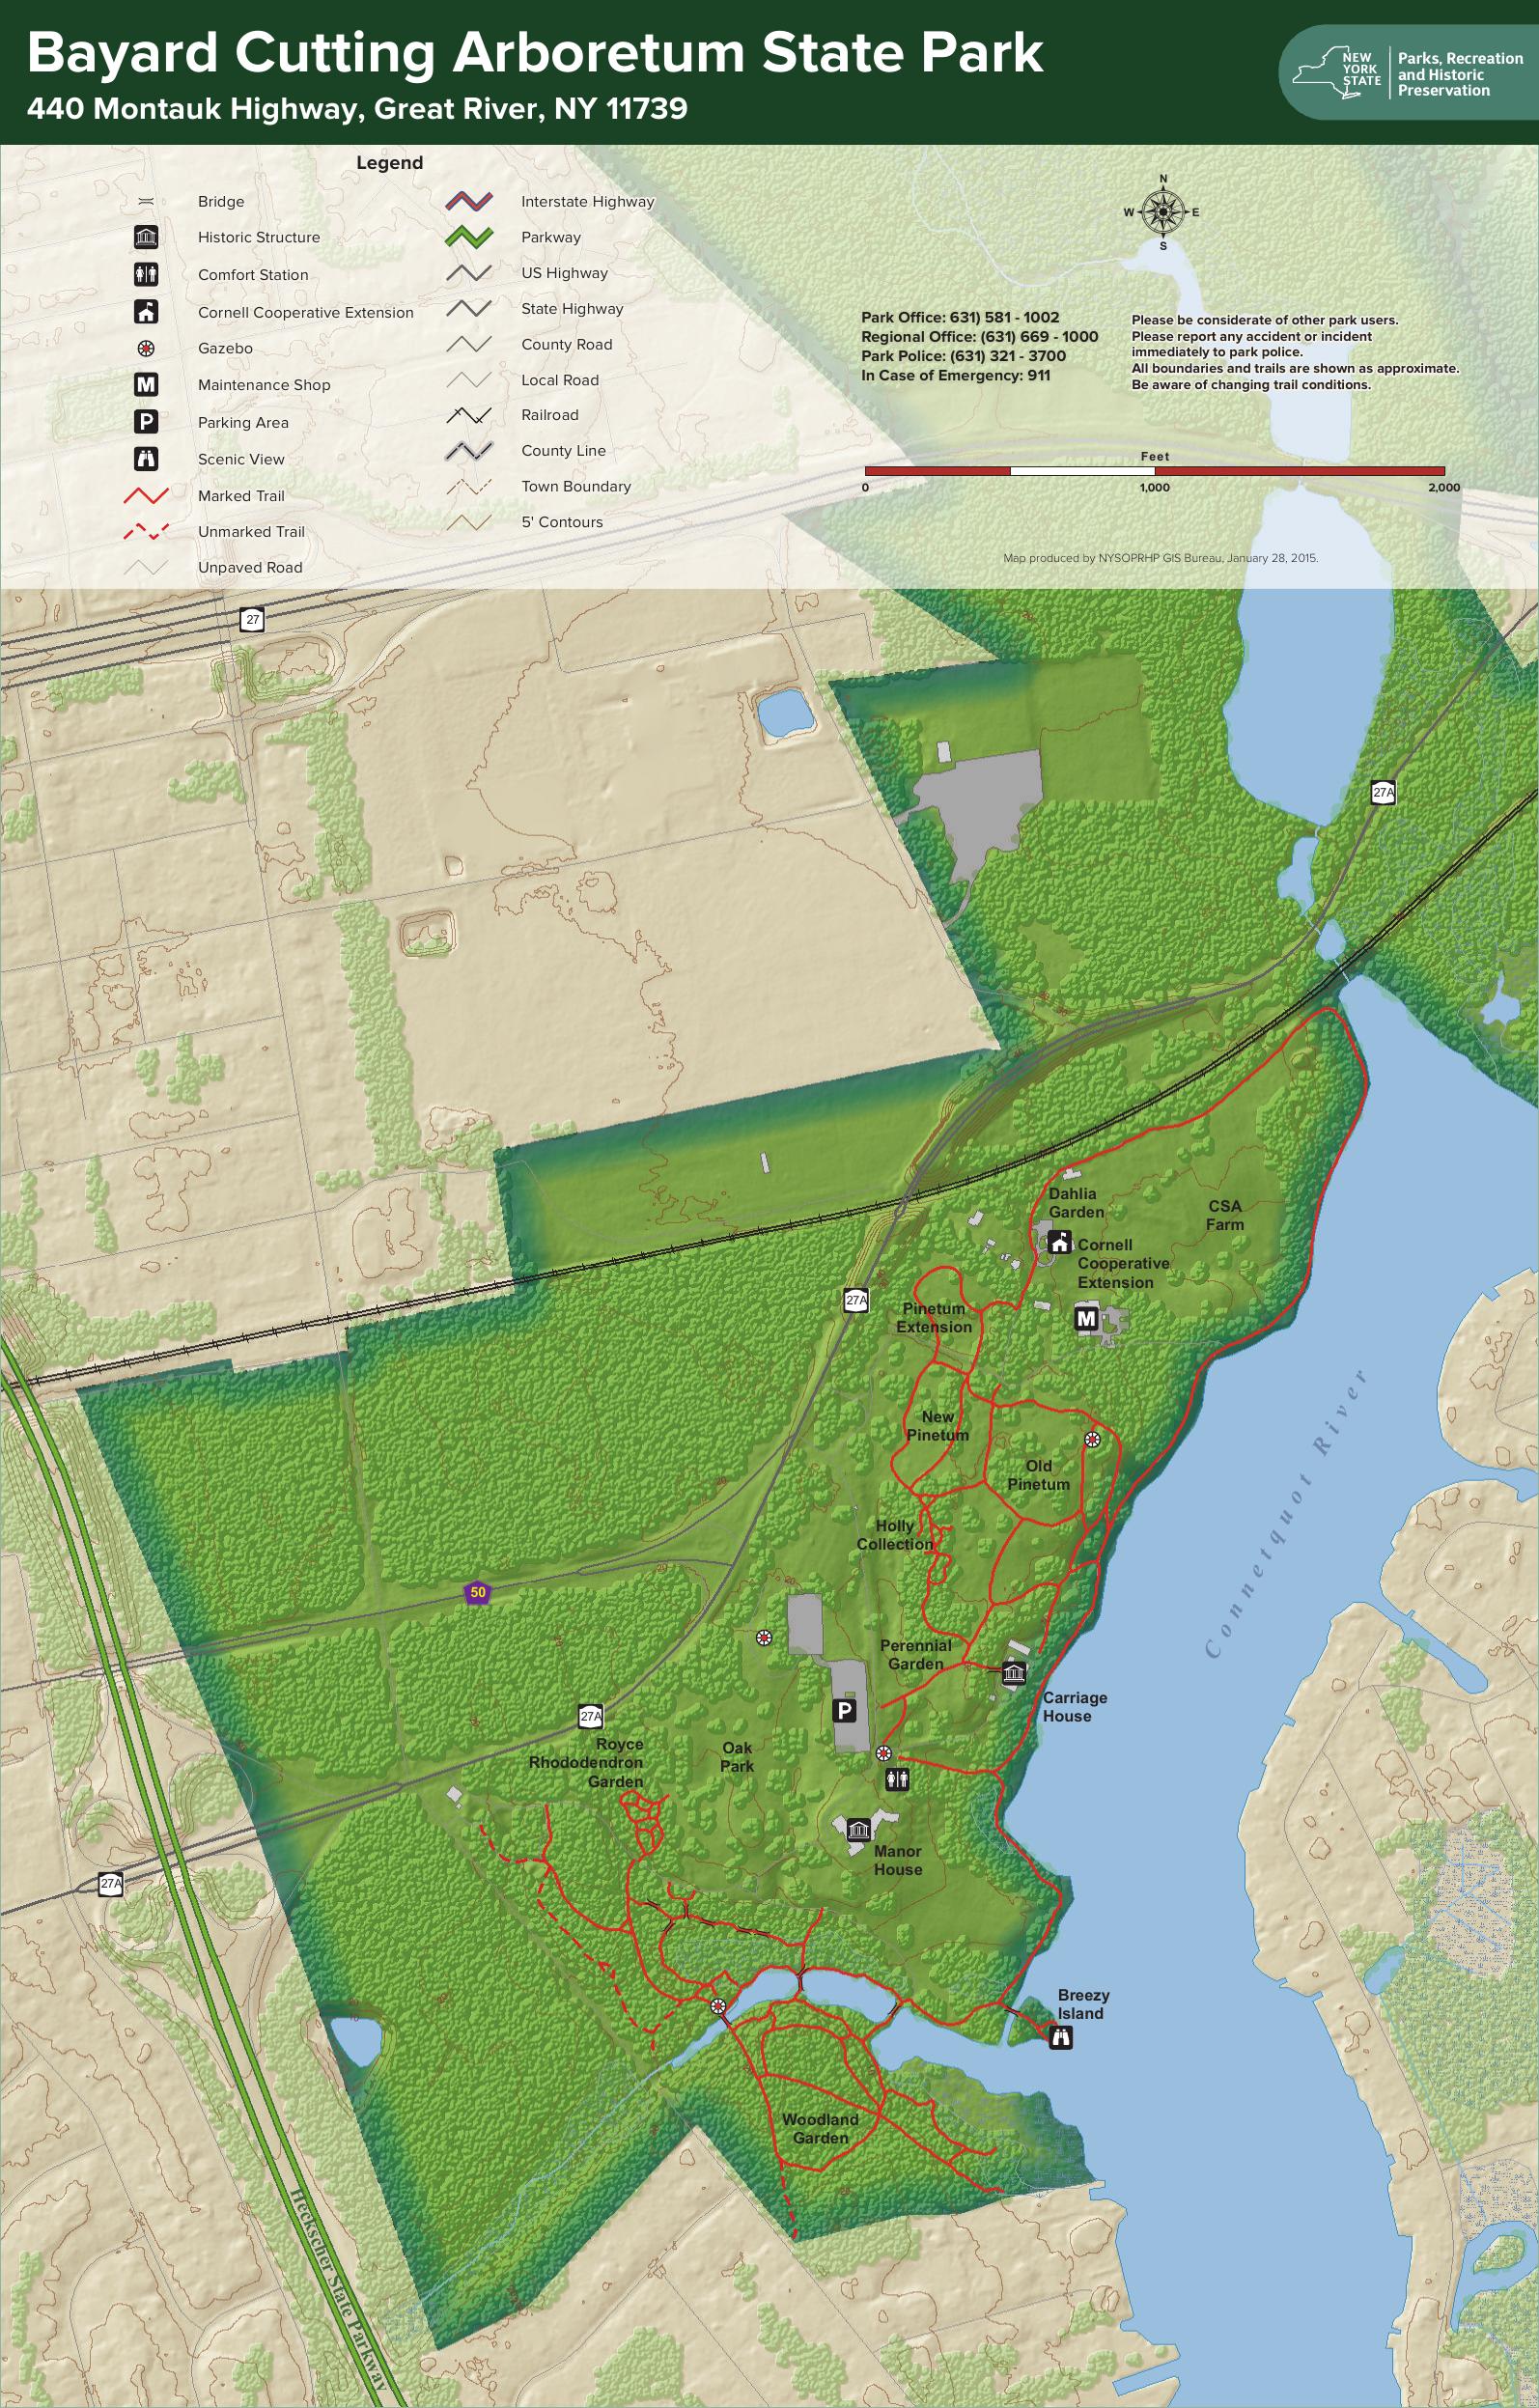 Bayard Cutting Arboretum State Park
440 Montauk Highway, Great River, NY 11739
NEW
YORK
STATE
Parks, Recreation
and Historic
Preservation
Legend
Bridge
Historic Structure
Comfort Station
Cornell Cooperative Extension
Gazebo
M
Maintenance Shop
P
Parking Area
Scenic View
Marked Trail
Unmarked Trail
Unpaved Road
Interstate Highway
Parkway
US Highway
State Highway
County Road
Local Road
Railroad
County Line
Town Boundary
5' Contours
N
W
E
S
Park Office: 631) 581 - 1002
Regional Office: (631) 669 - 1000
Park Police: (631) 321 - 3700
In Case of Emergency: 911
Please be considerate of other park users.
Please report any accident or incident
immediately to park police.
All boundaries and trails are shown as approximate.
Be aware of changing trail conditions.
Feet
0
1,000
2,000
Map produced by NYSOPRHP GIS Bureau, January 28, 2015.
27
27A
Dahlia
Garden
CSA
Farm
Cornell
Cooperative
Extension
27A
Pinetum
Extension
M
New
Pinetum
Old
Pinetum
Connetquot River
Holly
Collection
50
Perennial
Garden
Carriage
House
P
27A
Royce
Rhododendron
Garden
Oak
Park
Manor
House
27A
Breezy
Island
Woodland
Garden
Heckscher State Parkway